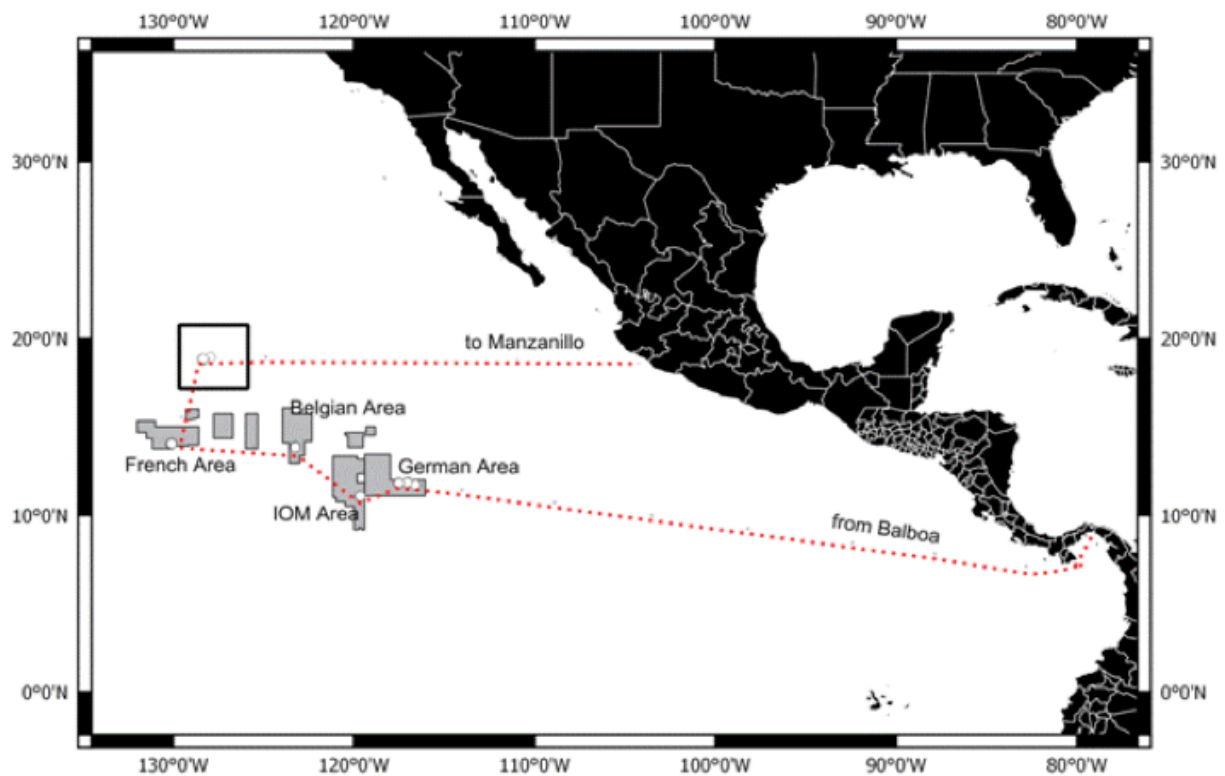 130°0'W 120°0'W 110°0'W 100°0'W 90°0'W 80°0'W
30°0'N 30°0'N
20°0'N 20°0'N
to Manzanillo
Belgian Area
French Area
German Area
IOM Area
10°0'N 10°0'N
from Balboa
0°0'N 0°0'N
130°0'W 120°0'W 110°0'W 100°0'W 90°0'W 80°0'W